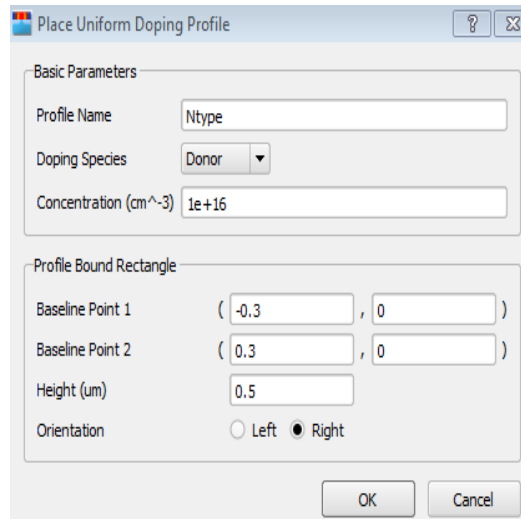 Place Uniform Doping Profile
Basic Parameters
Profile Name Ntype
Doping Species Donor
Concentration (cm^-3) 1e+16
Profile Bound Rectangle
Baseline Point 1 ( -0.3 , 0 )
Baseline Point 2 ( 0.3 , 0 )
Height (um) 0.5
Orientation Left Right
OK Cancel